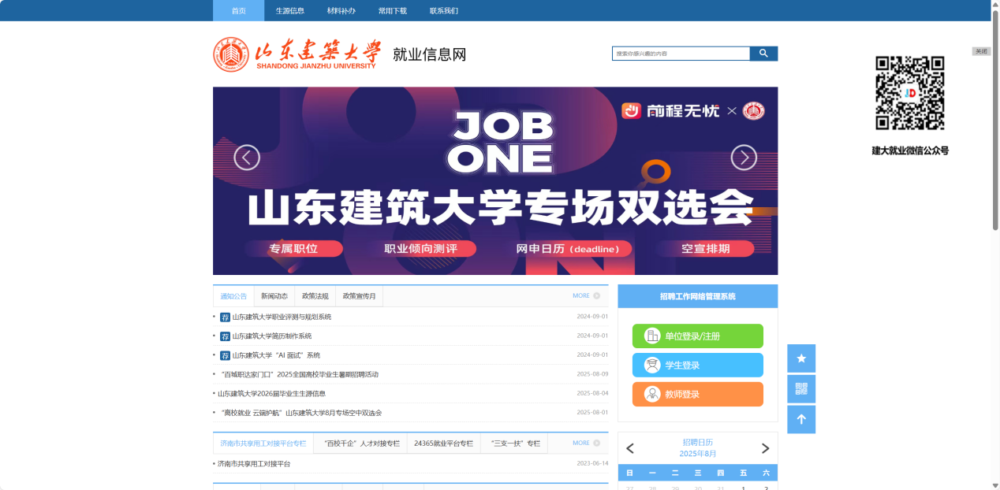 首页 生源信息 材料补办 常用下载 联系我们
山东建筑大学 就业信息网
SHANDONG JIANZHU UNIVERSITY
搜索你感兴趣的内容
关闭
建大就业微信公众号
前程无忧 ×
JOB
ONE
山东建筑大学专场双选会
专属职位 职业倾向测评 网申日历（deadline） 空宣排期
通知公告 新闻动态 政策法规 政策宣传月 MORE
荐 山东建筑大学职业评测与规划系统 2024-09-01
荐 山东建筑大学简历制作系统 2024-09-01
荐 山东建筑大学“AI 面试”系统 2024-09-01
“百城职达家门口”2025全国高校毕业生暑期招聘活动 2025-08-09
山东建筑大学2026届毕业生生源信息 2025-08-04
“离校就业 云端护航”山东建筑大学8月专场空中双选会 2025-08-01
招聘工作网络管理系统
单位登录/注册
学生登录
教师登录
济南市共享用工对接平台专栏 “百校千企”人才对接专栏 24365就业平台专栏 “三支一扶”专栏 MORE
济南市共享用工对接平台 2023-06-14
招聘日历
2025年8月
日 一 二 三 四 五 六
27 28 29 30 31 1 2